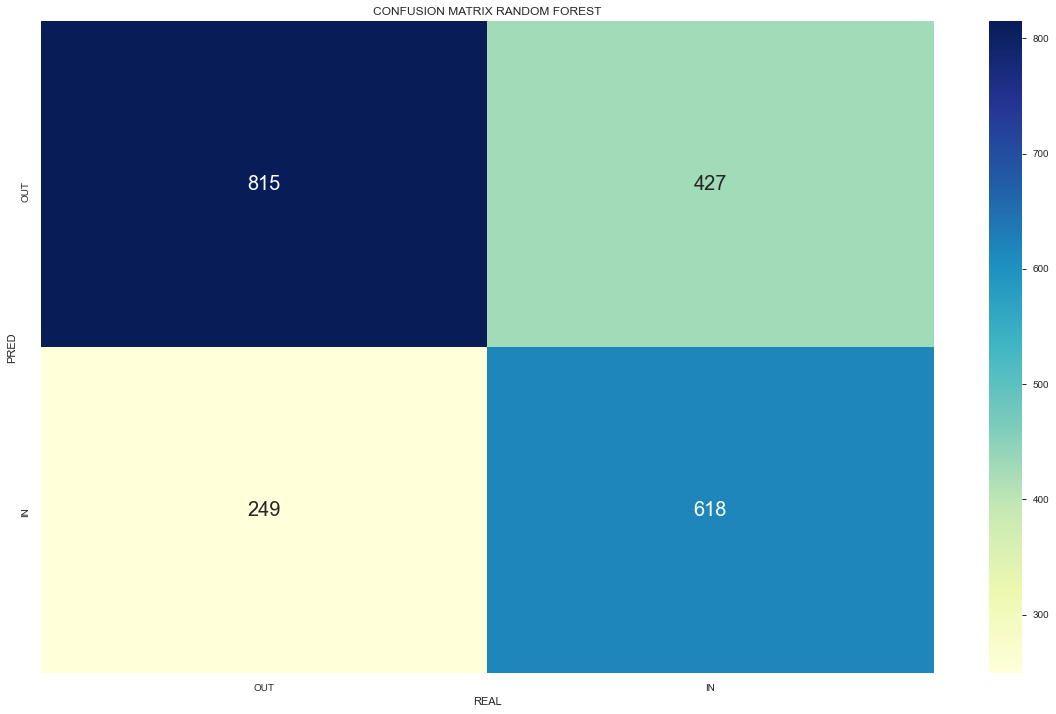 CONFUSION MATRIX RANDOM FOREST
815
427
249
618
OUT
IN
PRED
OUT
IN
REAL
800
700
600
500
400
300